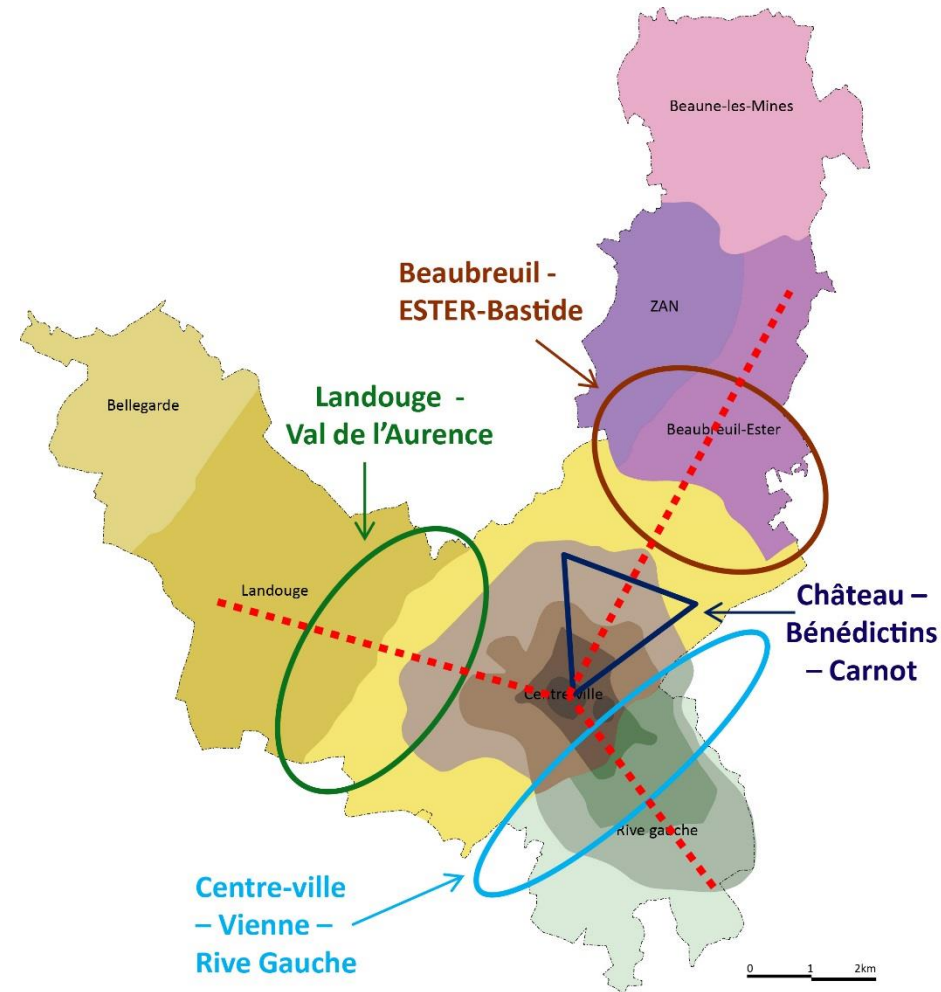 Beaune-les-Mines
Beaubreuil -
ESTER-Bastide
ZAN
Bellegarde
Landouge -
Val de l'Aurence
Beaubreuil-Ester
Landouge
Château –
Bénédictins
– Carnot
Centre-ville
Rive gauche
Centre-ville
– Vienne –
Rive Gauche
0 1 2km